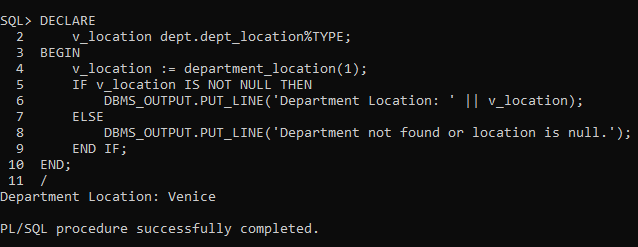 SQL> DECLARE
  2      v_location dept.dept_location%TYPE;
  3  BEGIN
  4      v_location := department_location(1);
  5      IF v_location IS NOT NULL THEN
  6          DBMS_OUTPUT.PUT_LINE('Department Location: ' || v_location);
  7      ELSE
  8          DBMS_OUTPUT.PUT_LINE('Department not found or location is null.');
  9      END IF;
 10  END;
 11  /
Department Location: Venice
PL/SQL procedure successfully completed.